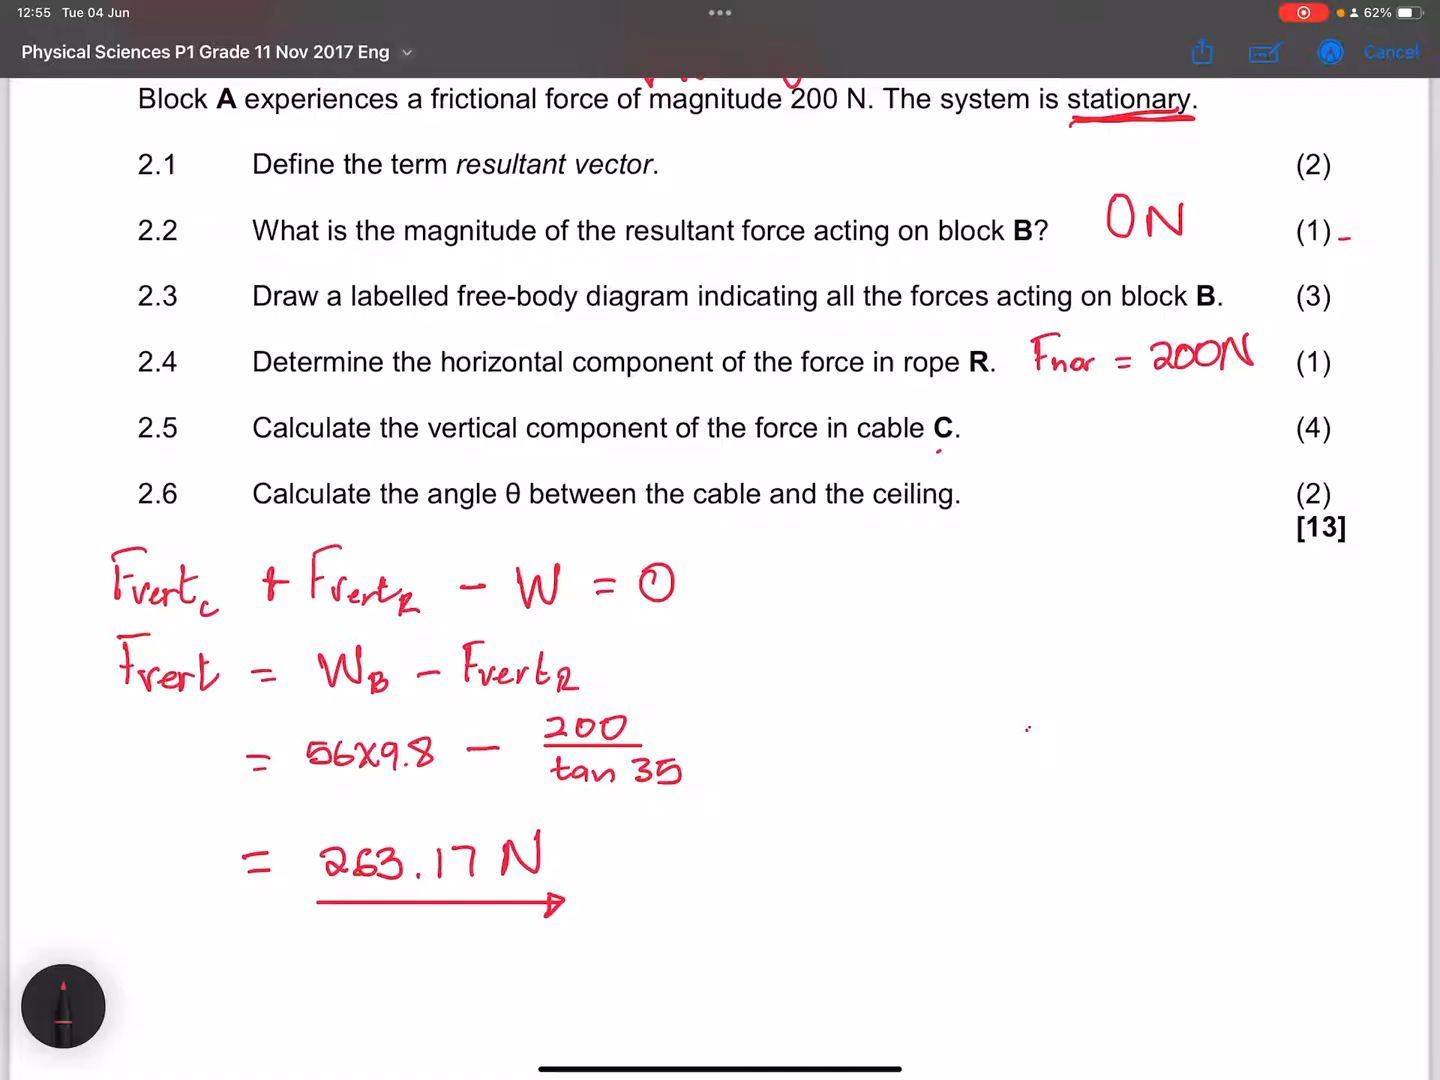 12:55 Tue 04 Jun
62%
Physical Sciences P1 Grade 11 Nov 2017 Eng
Cancel
Block A experiences a frictional force of magnitude 200 N. The system is stationary.
2.1 Define the term resultant vector. (2)
2.2 What is the magnitude of the resultant force acting on block B? 0N (1)
2.3 Draw a labelled free-body diagram indicating all the forces acting on block B. (3)
2.4 Determine the horizontal component of the force in rope R. Fhor = 200N (1)
2.5 Calculate the vertical component of the force in cable C. (4)
2.6 Calculate the angle θ between the cable and the ceiling. (2)
[13]
Fvert_C + Fvert_R - W = 0
Fvert = W_B - Fvert_R
= 56x9.8 - 200 / tan 35
= 263.17 N